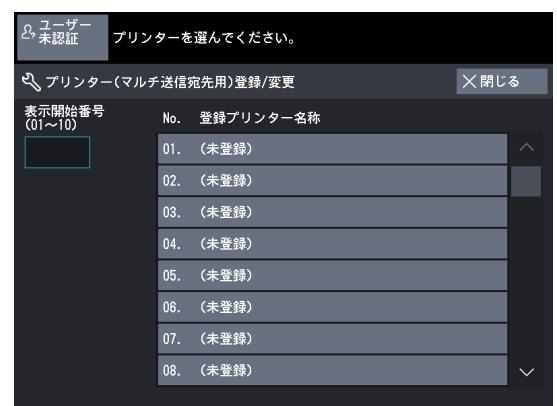 ユーザー
未認証
プリンターを選んでください。
プリンター(マルチ送信宛先用)登録/変更
閉じる
表示開始番号
(01～10)
No. 登録プリンター名称
01. (未登録)
02. (未登録)
03. (未登録)
04. (未登録)
05. (未登録)
06. (未登録)
07. (未登録)
08. (未登録)